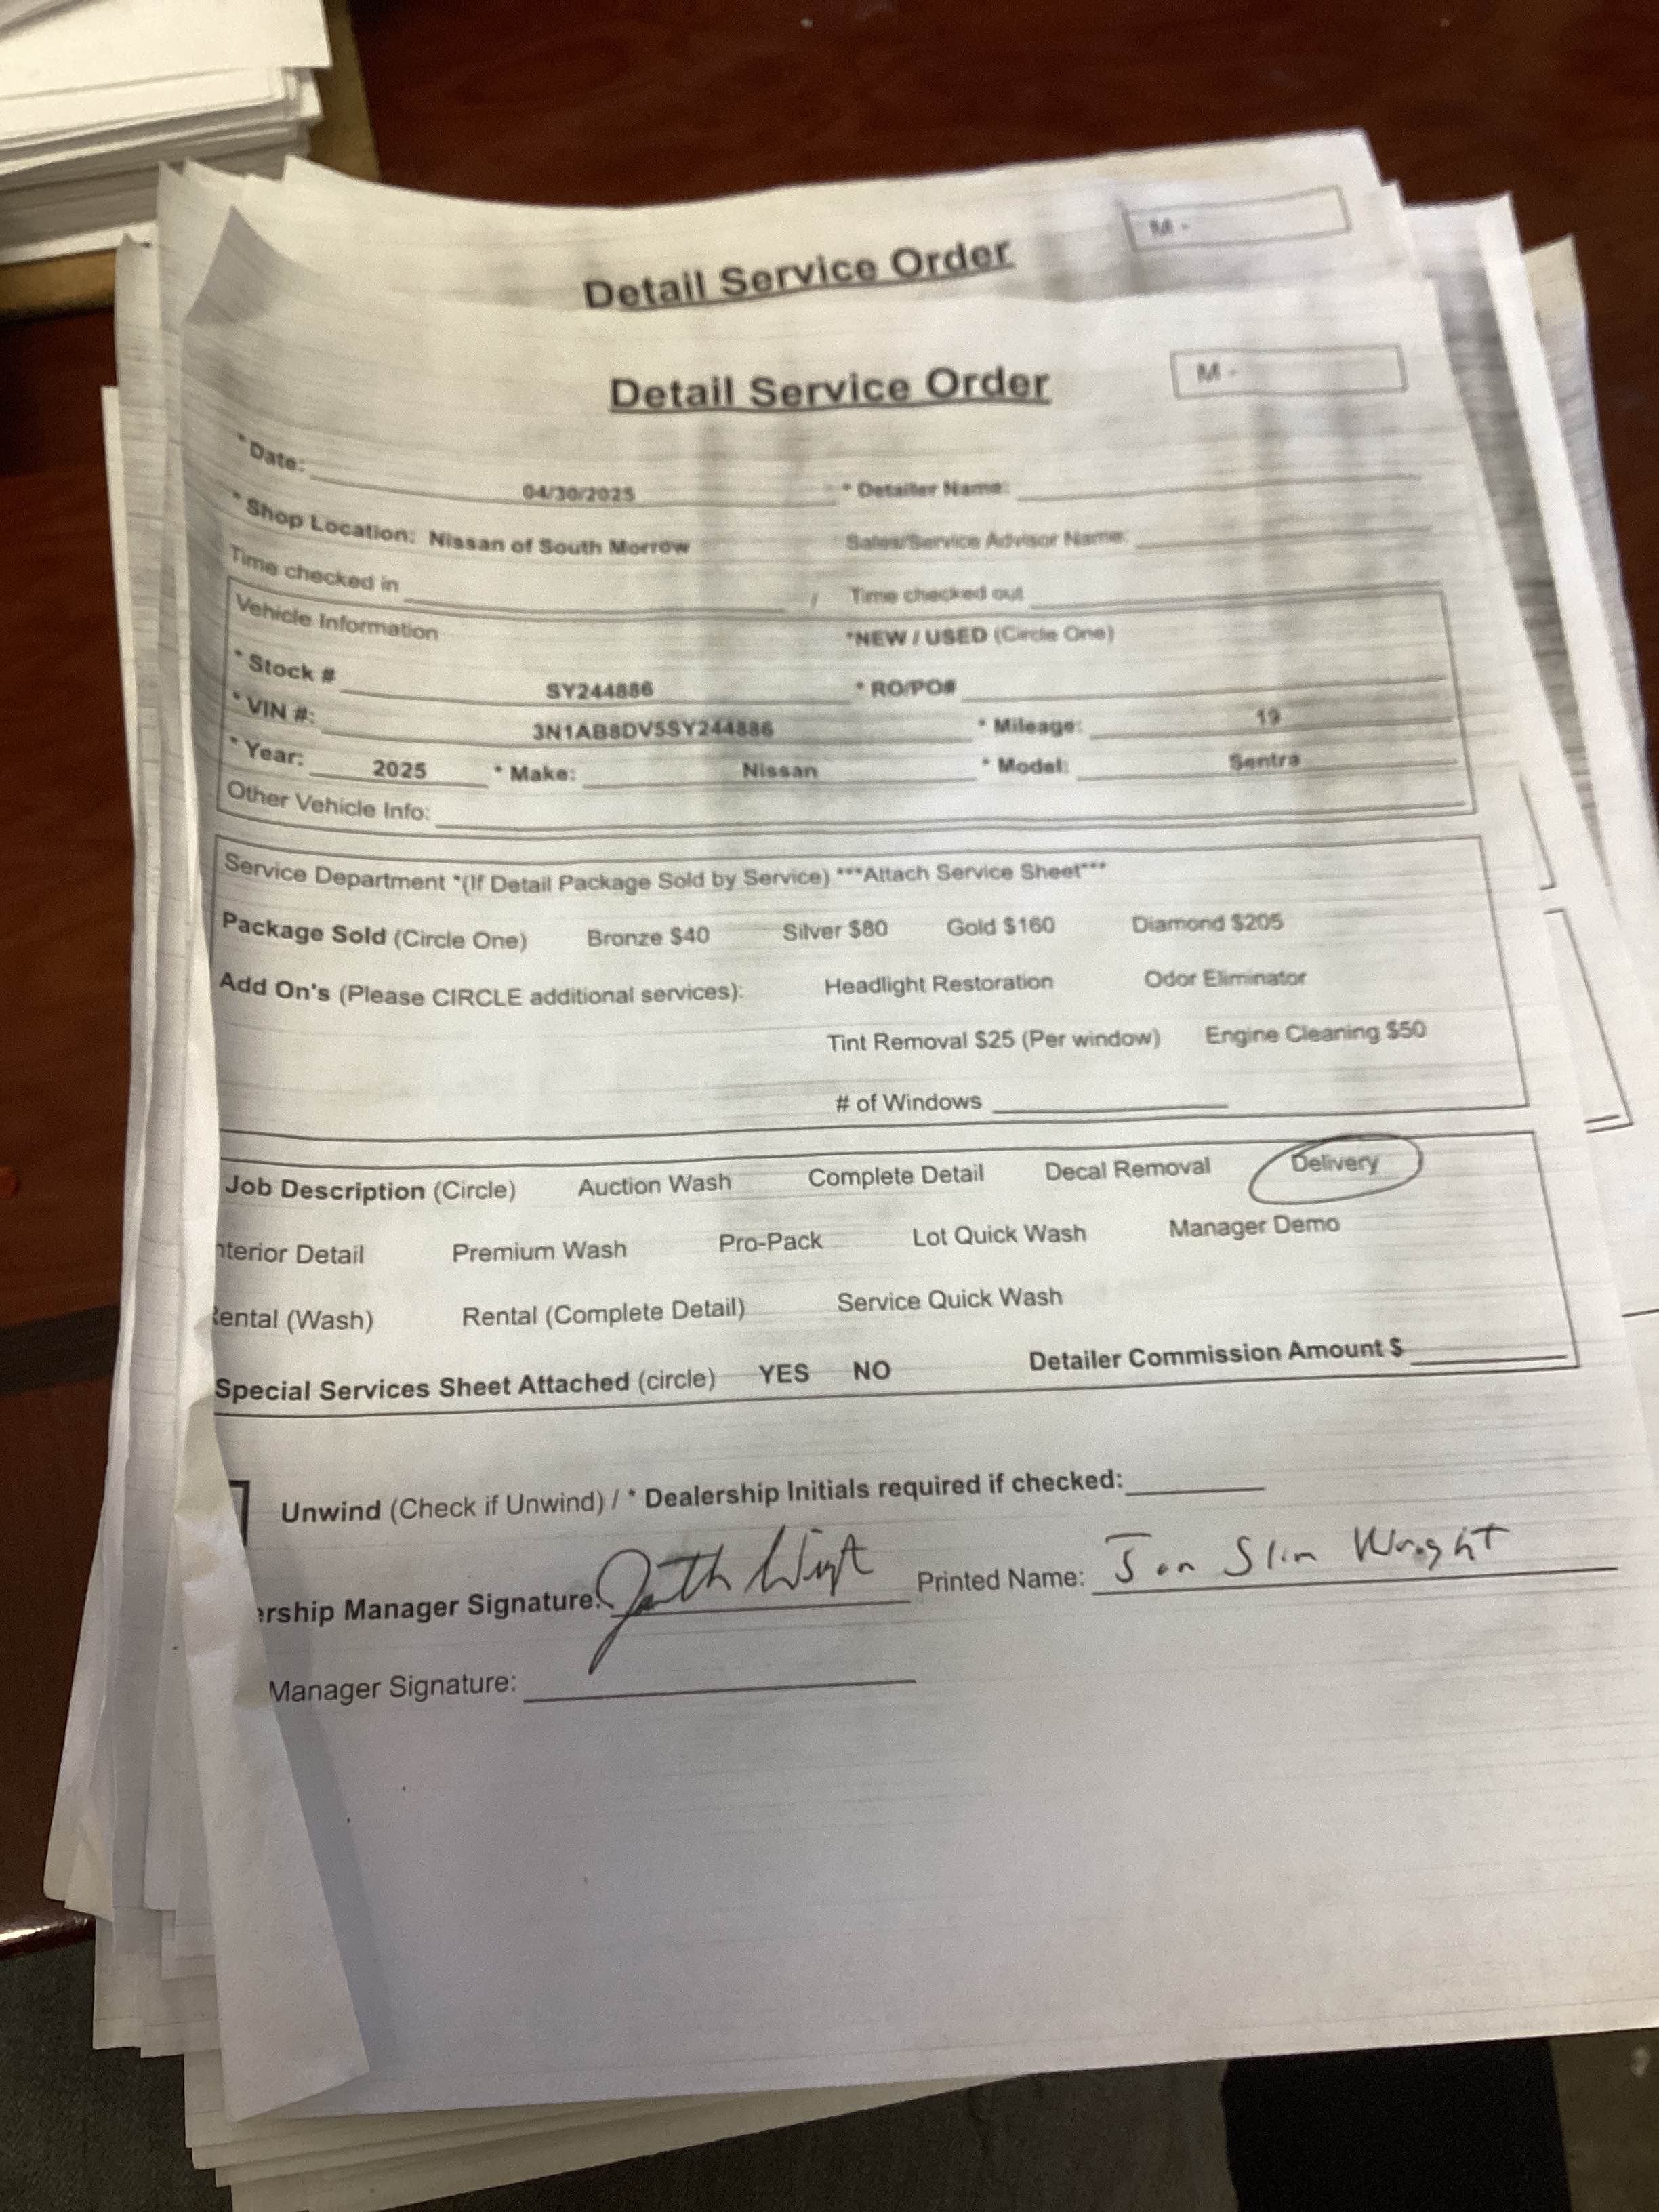 Detail Service Order M -
Detail Service Order M -
* Date: 04/30/2025 * Detailer Name:
* Shop Location: Nissan of South Morrow Sales/Service Advisor Name:
Time checked in / Time checked out
Vehicle Information *NEW / USED (Circle One)
* Stock # SY244886 * RO/PO#
* VIN #: 3N1AB8DV5SY244886 * Mileage: 19
* Year: 2025 * Make: Nissan * Model: Sentra
Other Vehicle Info:
Service Department *(If Detail Package Sold by Service) ***Attach Service Sheet***
Package Sold (Circle One) Bronze $40 Silver $80 Gold $160 Diamond $205
Add On's (Please CIRCLE additional services): Headlight Restoration Odor Eliminator
Tint Removal $25 (Per window) Engine Cleaning $50
# of Windows
Job Description (Circle) Auction Wash Complete Detail Decal Removal Delivery
nterior Detail Premium Wash Pro-Pack Lot Quick Wash Manager Demo
Rental (Wash) Rental (Complete Detail) Service Quick Wash
Special Services Sheet Attached (circle) YES NO Detailer Commission Amount $
Unwind (Check if Unwind) / * Dealership Initials required if checked:
ership Manager Signature: Printed Name: Jon Slin Wright
Manager Signature: